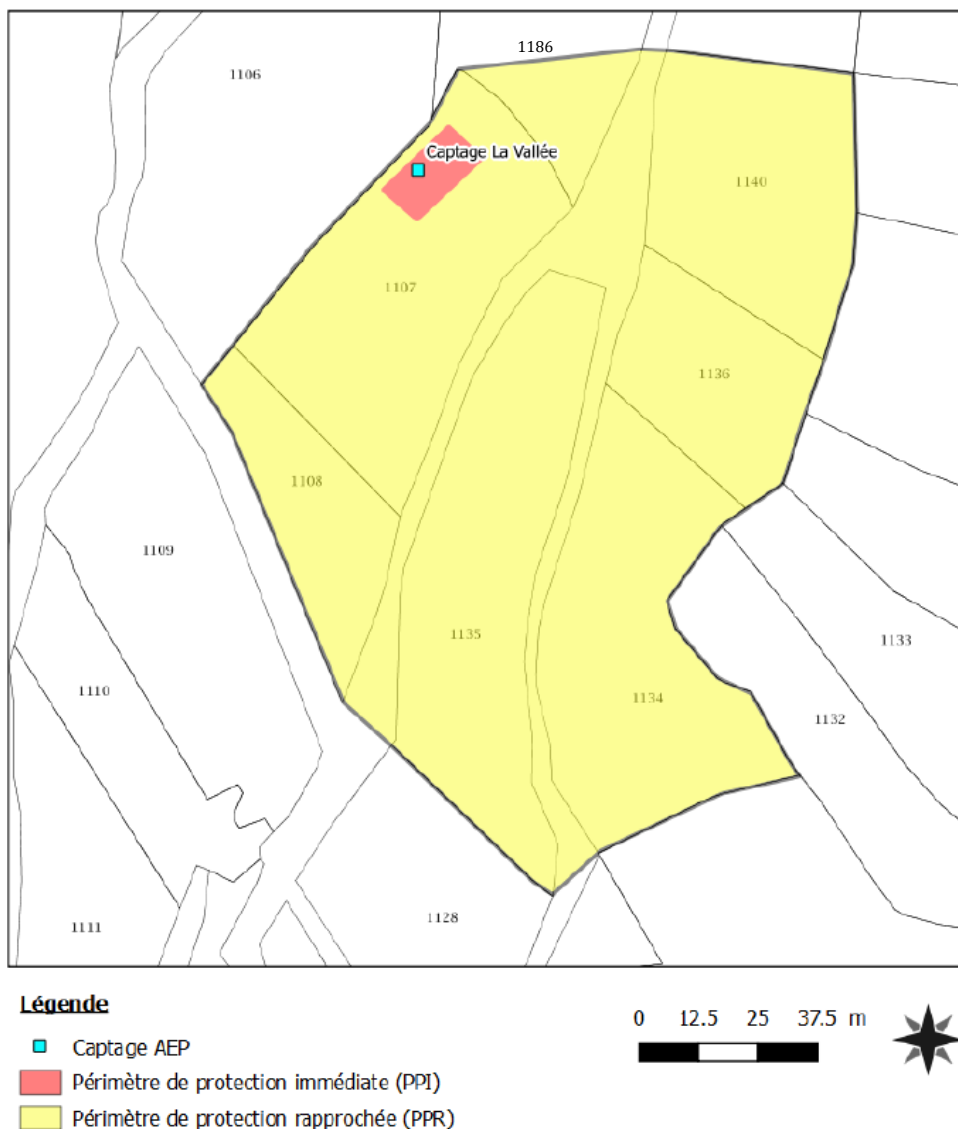 1186
1106
Captage La Vallée
1140
1107
1136
1108
1109
1135
1133
1110
1134
1132
1128
1111
Légende
0 12.5 25 37.5 m
Captage AEP
Périmètre de protection immédiate (PPI)
Périmètre de protection rapprochée (PPR)